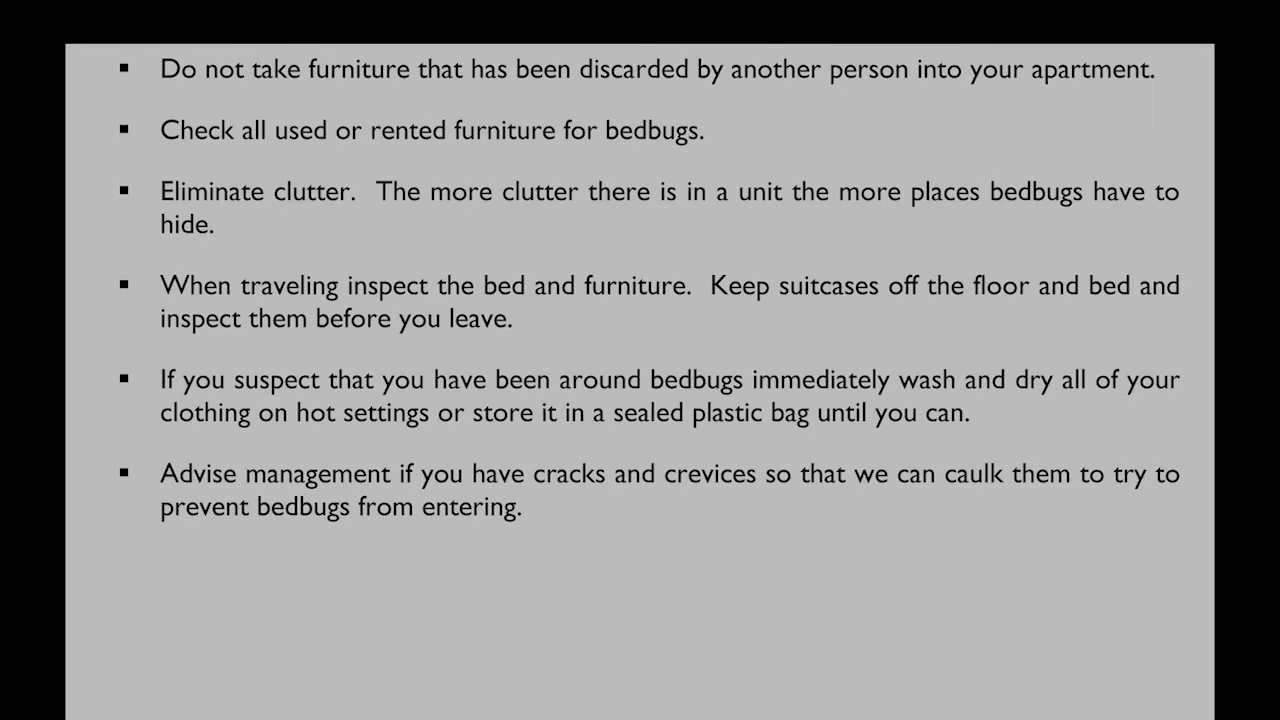 ▪ Do not take furniture that has been discarded by another person into your apartment.
▪ Check all used or rented furniture for bedbugs.
▪ Eliminate clutter. The more clutter there is in a unit the more places bedbugs have to
hide.
▪ When traveling inspect the bed and furniture. Keep suitcases off the floor and bed and
inspect them before you leave.
▪ If you suspect that you have been around bedbugs immediately wash and dry all of your
clothing on hot settings or store it in a sealed plastic bag until you can.
▪ Advise management if you have cracks and crevices so that we can caulk them to try to
prevent bedbugs from entering.